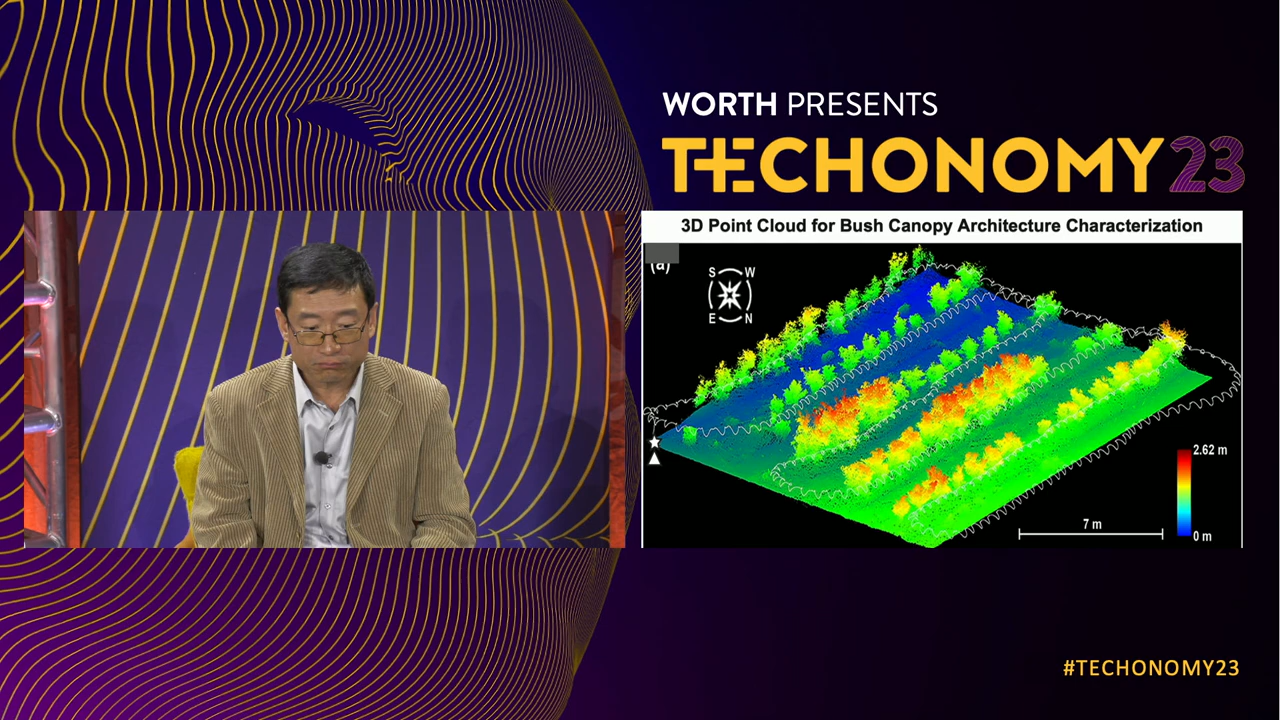 WORTH PRESENTS
TECHONOMY23
3D Point Cloud for Bush Canopy Architecture Characterization
(a)
S W
E N
2.62 m
7 m
0 m
#TECHONOMY23